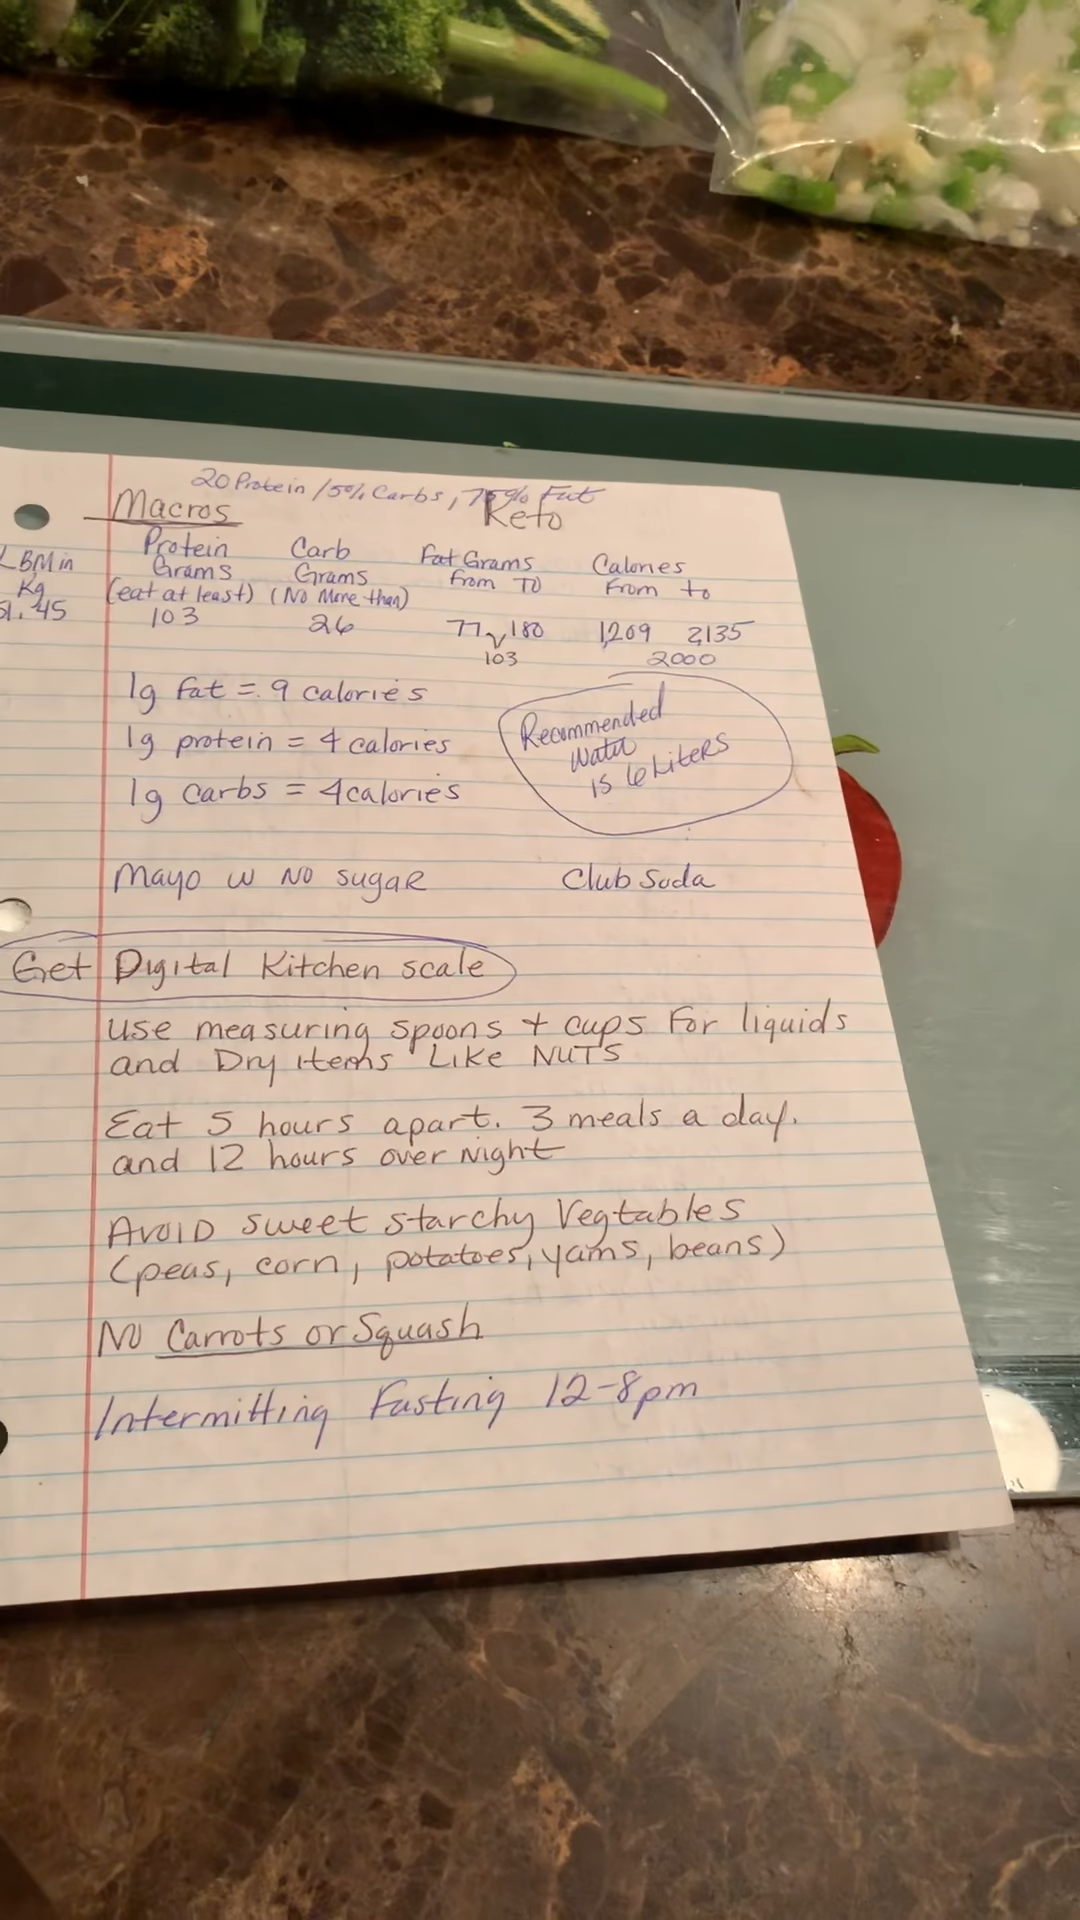 20 Protein / 5% Carbs, 75% Fat
Macros Keto
LBM in Protein Carb Fat Grams Calories
Kg Grams Grams From To From to
(eat at least) (No More than)
51.45 103 26 77 180 1,209 2,135
103 2000
1g fat = 9 calories
1g protein = 4 calories
1g carbs = 4 calories
Recommended
Water
is 6 Liters
Mayo w No sugar Club Soda
Get Digital Kitchen scale
Use measuring spoons + cups For liquids
and Dry items Like NUTS
Eat 5 hours apart. 3 meals a day.
and 12 hours over Night
AVOID sweet starchy Vegtables
(peas, corn, potatoes, yams, beans)
No Carrots or Squash
Intermitting Fasting 12-8pm